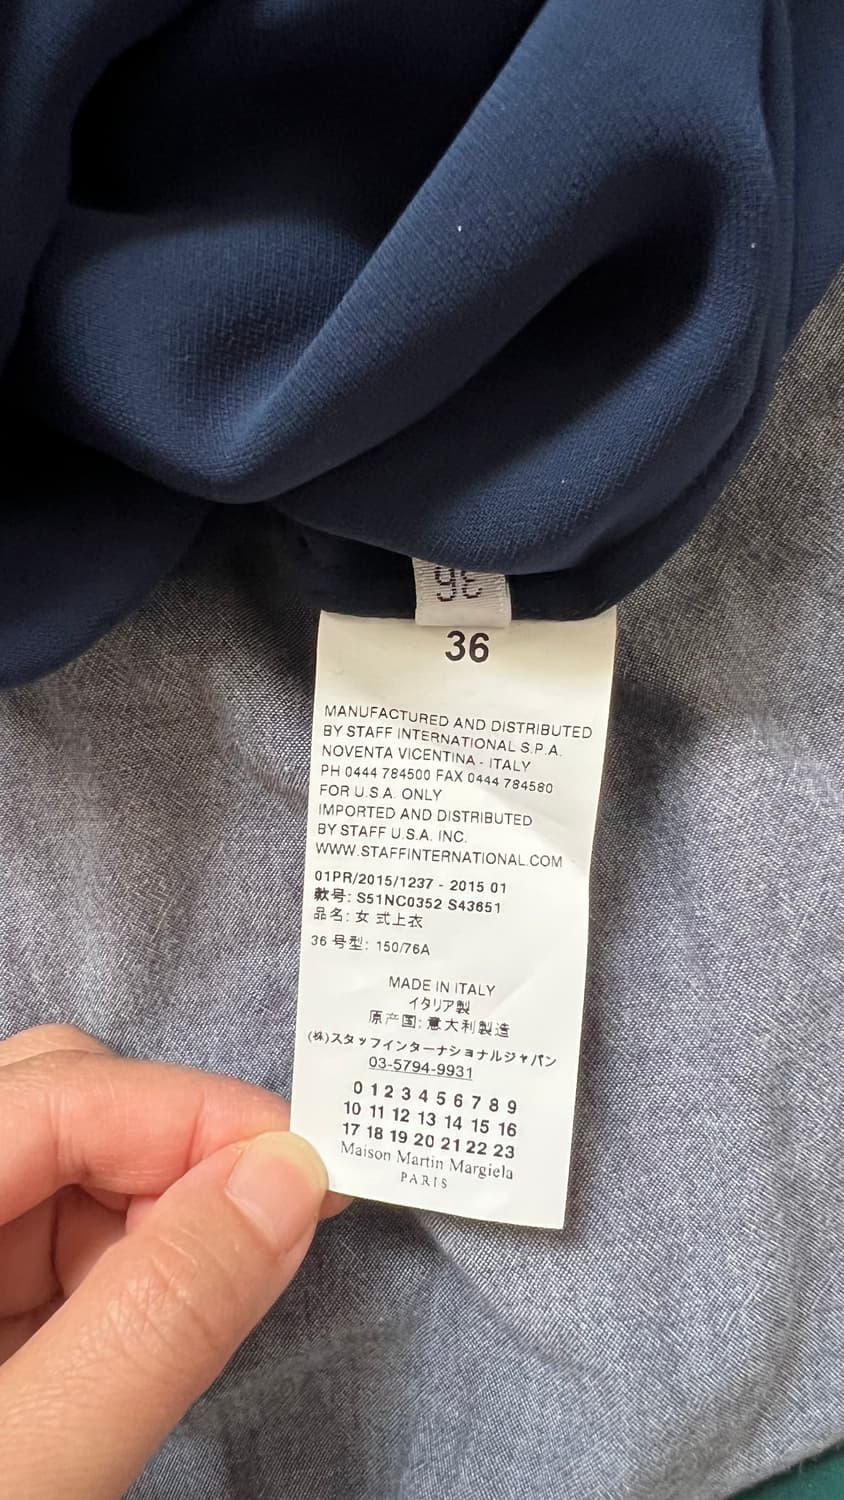 36
36
MANUFACTURED AND DISTRIBUTED
BY STAFF INTERNATIONAL S.P.A.
NOVENTA VICENTINA - ITALY
PH 0444 784500 FAX 0444 784580
FOR U.S.A. ONLY
IMPORTED AND DISTRIBUTED
BY STAFF U.S.A. INC.
WWW.STAFFINTERNATIONAL.COM
01PR/2015/1237 - 2015 01
款号: S51NC0352 S43651
品名: 女 式上衣
36 号型: 150/76A
MADE IN ITALY
イタリア製
原产国: 意大利製造
(株)スタッフインターナショナルジャパン
03-5794-9931
0 1 2 3 4 5 6 7 8 9
10 11 12 13 14 15 16
17 18 19 20 21 22 23
Maison Martin Margiela
PARIS